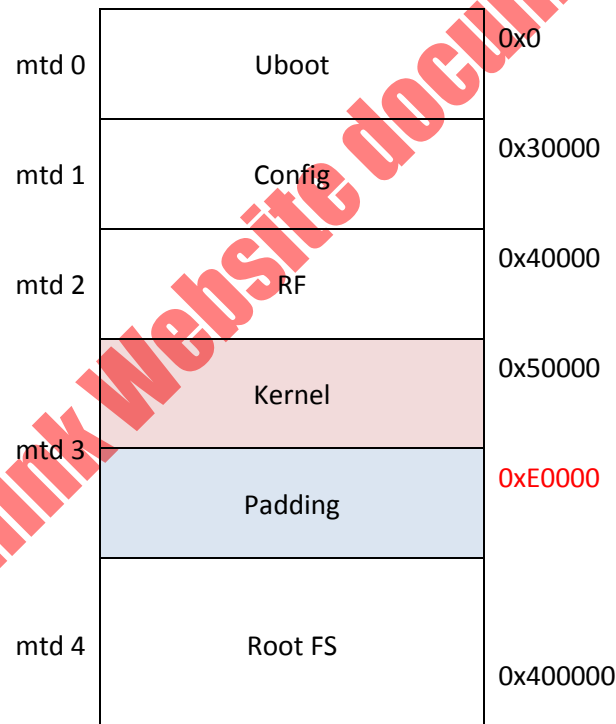 0x0
mtd 0 Uboot
0x30000
mtd 1 Config
0x40000
mtd 2 RF
0x50000
Kernel
mtd 3
0xE0000
Padding
mtd 4 Root FS
0x400000
Website